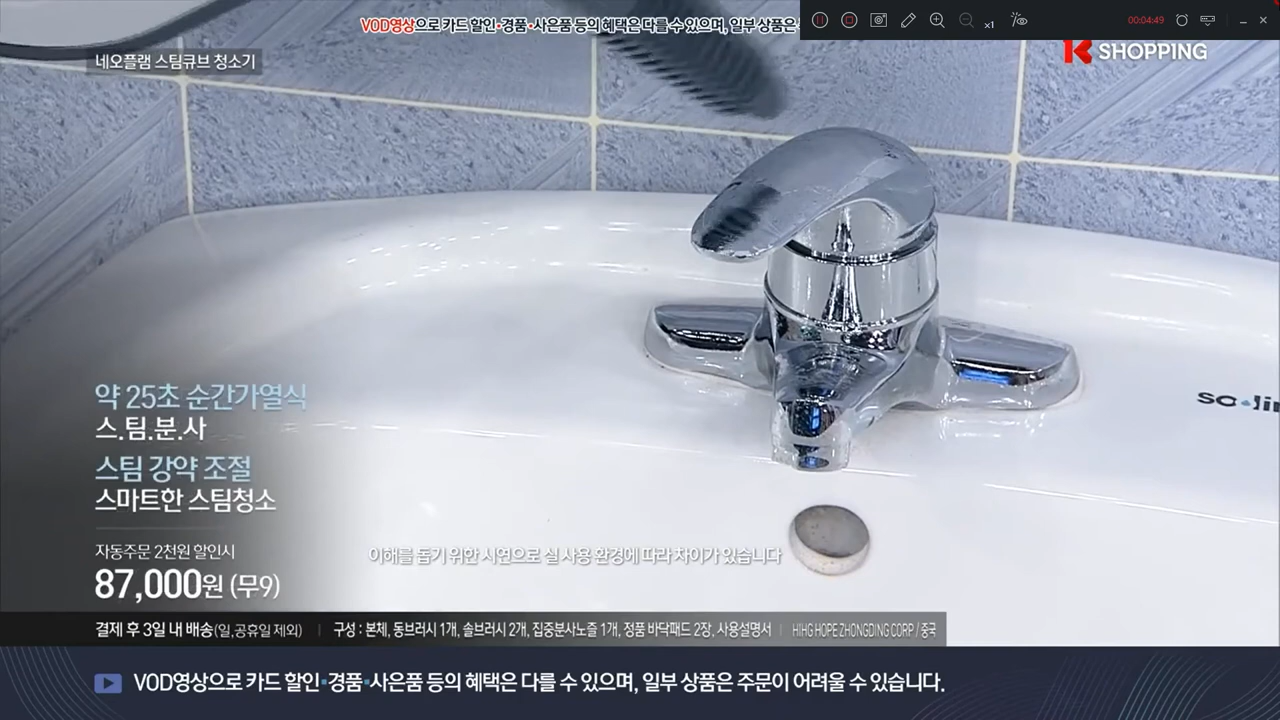 VOD영상으로 카드 할인•경품•사은품 등의 혜택은 다를 수 있으며, 일부 상품은
x1
00:04:49
네오플램 스팀큐브 청소기
K SHOPPING
약 25초 순간가열식
스.팀.분.사
스팀 강약 조절
스마트한 스팀청소
자동주문 2천원 할인시
87,000원 (무9)
이해를 돕기 위한 시연으로 실 사용 환경에 따라 차이가 있습니다
결제 후 3일 내 배송(일,공휴일 제외) | 구성 : 본체, 동브러시 1개, 솔브러시 2개, 집중분사노즐 1개, 정품 바닥패드 2장, 사용설명서 | HIHG HOPE ZHONGDING CORP / 중국
VOD영상으로 카드 할인•경품•사은품 등의 혜택은 다를 수 있으며, 일부 상품은 주문이 어려울 수 있습니다.